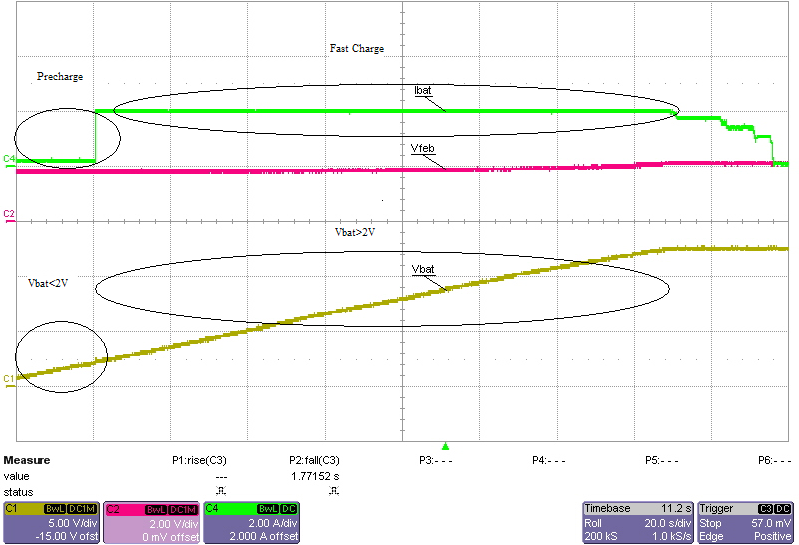 Fast Charge
Precharge
Ibat
C4
Vfeb
C2
Vbat>2V
Vbat<2V
Vbat
C1
Measure P1:rise(C3) P2:fall(C3) P3:- - - P4:- - - P5:- - - P6:- - -
value --- 1.77152 s
status
C1 BwL DC1M C2 BwL DC1M C4 BwL DC Timebase 11.2 s Trigger C3 DC
5.00 V/div 2.00 V/div 2.00 A/div Roll 20.0 s/div Stop 57.0 mV
-15.00 V ofst 0 mV offset 2.000 A offset 200 kS 1.0 kS/s Edge Positive